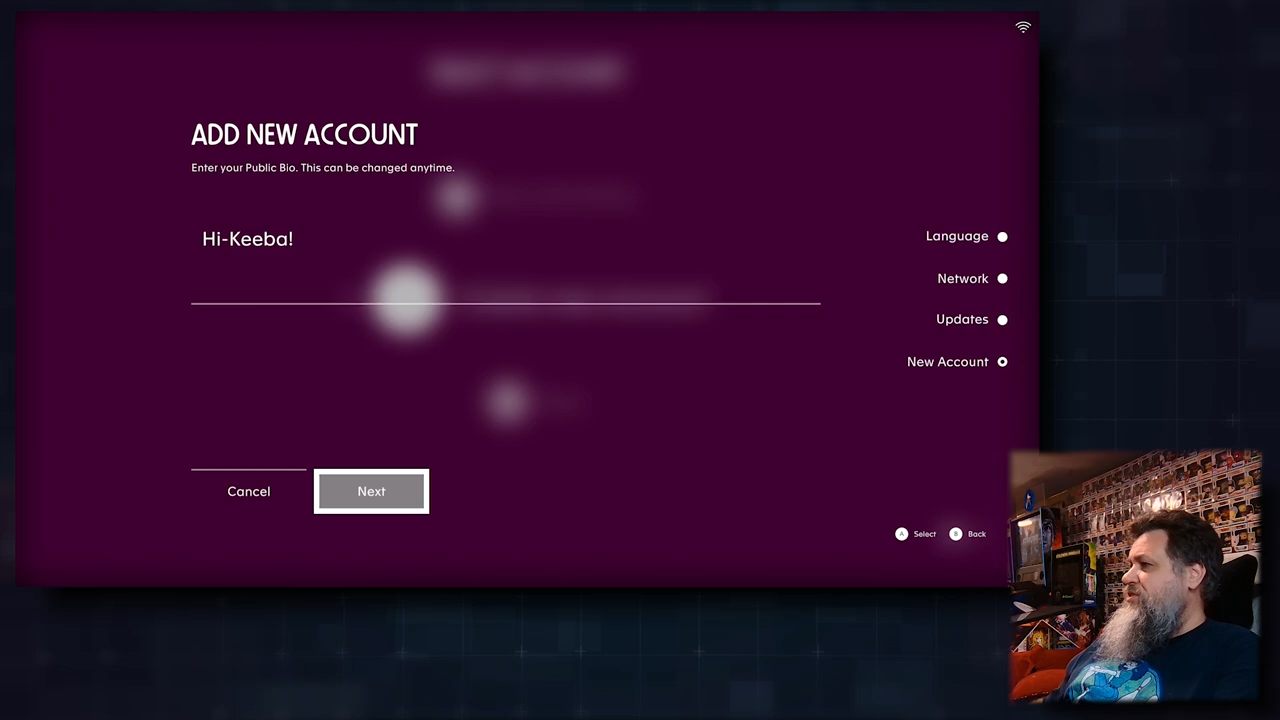 ADD NEW ACCOUNT
Enter your Public Bio. This can be changed anytime.
Hi-Keeba!
Language
Network
Updates
New Account
Cancel
Next
A Select B Back